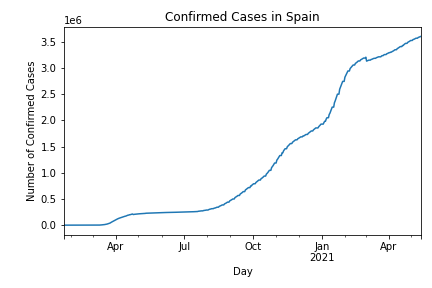 Confirmed Cases in Spain
1e6
3.5
3.0
2.5
2.0
1.5
1.0
0.5
0.0
Number of Confirmed Cases
Apr Jul Oct Jan Apr
2021
Day